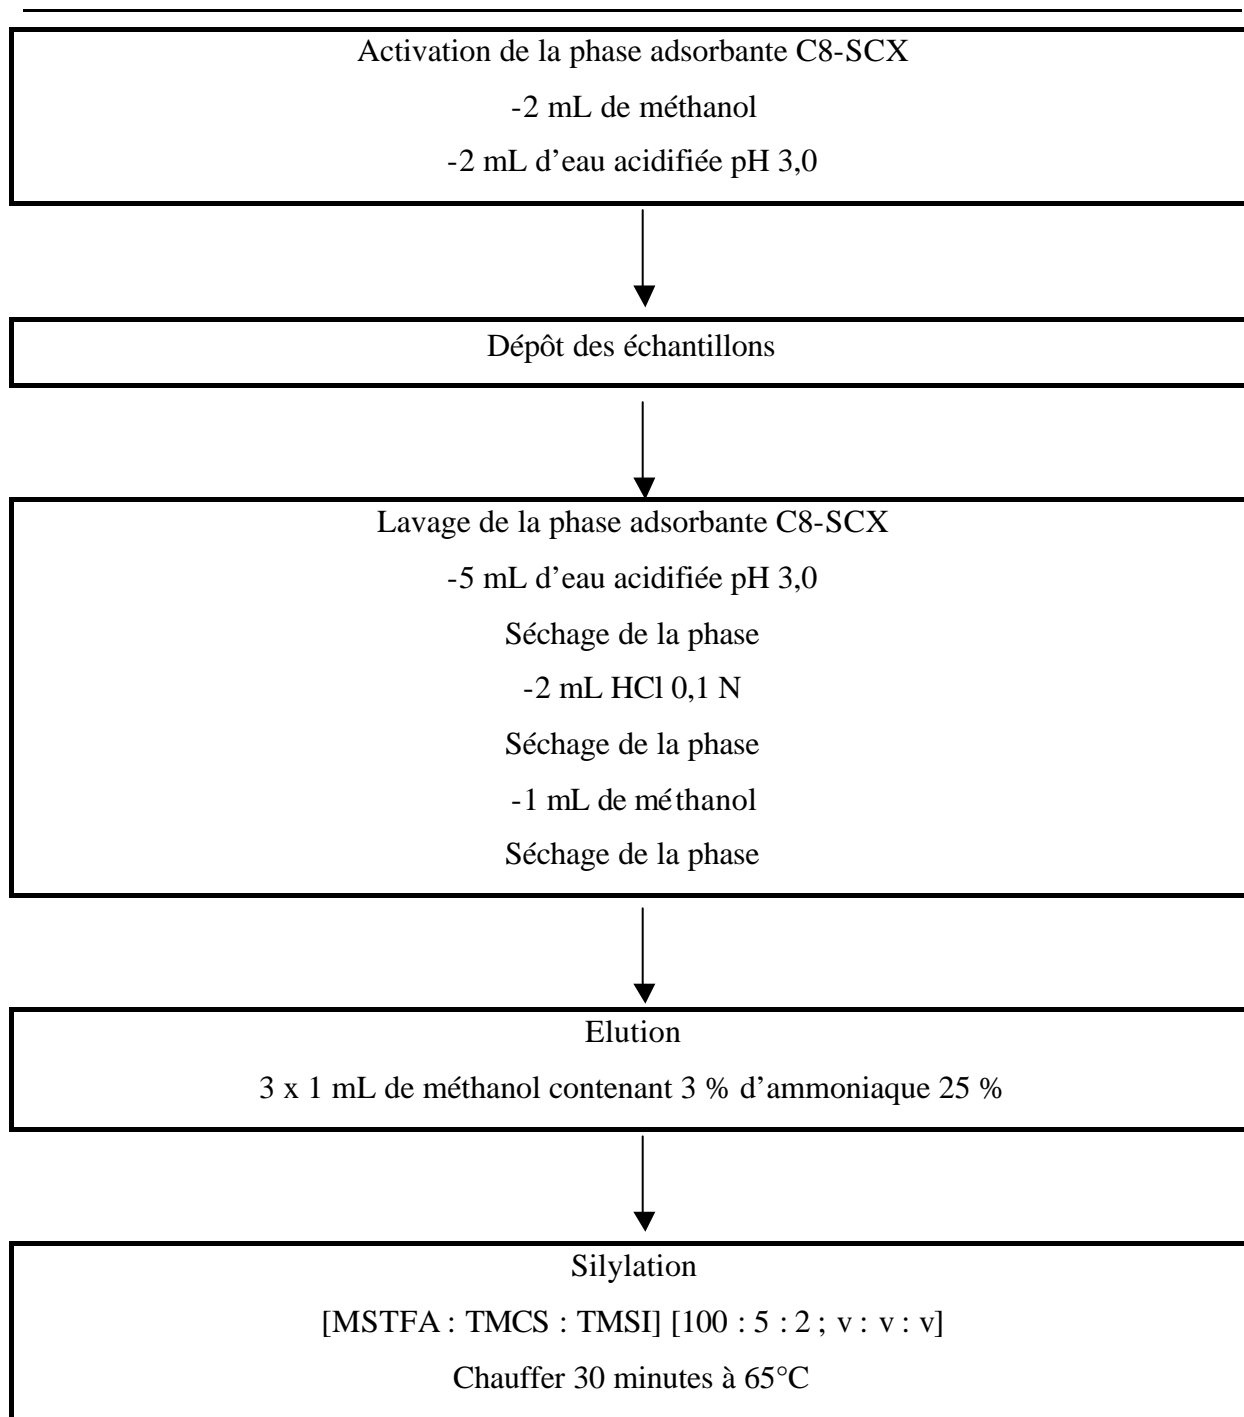 Activation de la phase adsorbante C8-SCX
-2 mL de méthanol
-2 mL d’eau acidifiée pH 3,0
Dépôt des échantillons
Lavage de la phase adsorbante C8-SCX
-5 mL d’eau acidifiée pH 3,0
Séchage de la phase
-2 mL HCl 0,1 N
Séchage de la phase
-1 mL de méthanol
Séchage de la phase
Elution
3 x 1 mL de méthanol contenant 3 % d’ammoniaque 25 %
Silylation
[MSTFA : TMCS : TMSI] [100 : 5 : 2 ; v : v : v]
Chauffer 30 minutes à 65°C